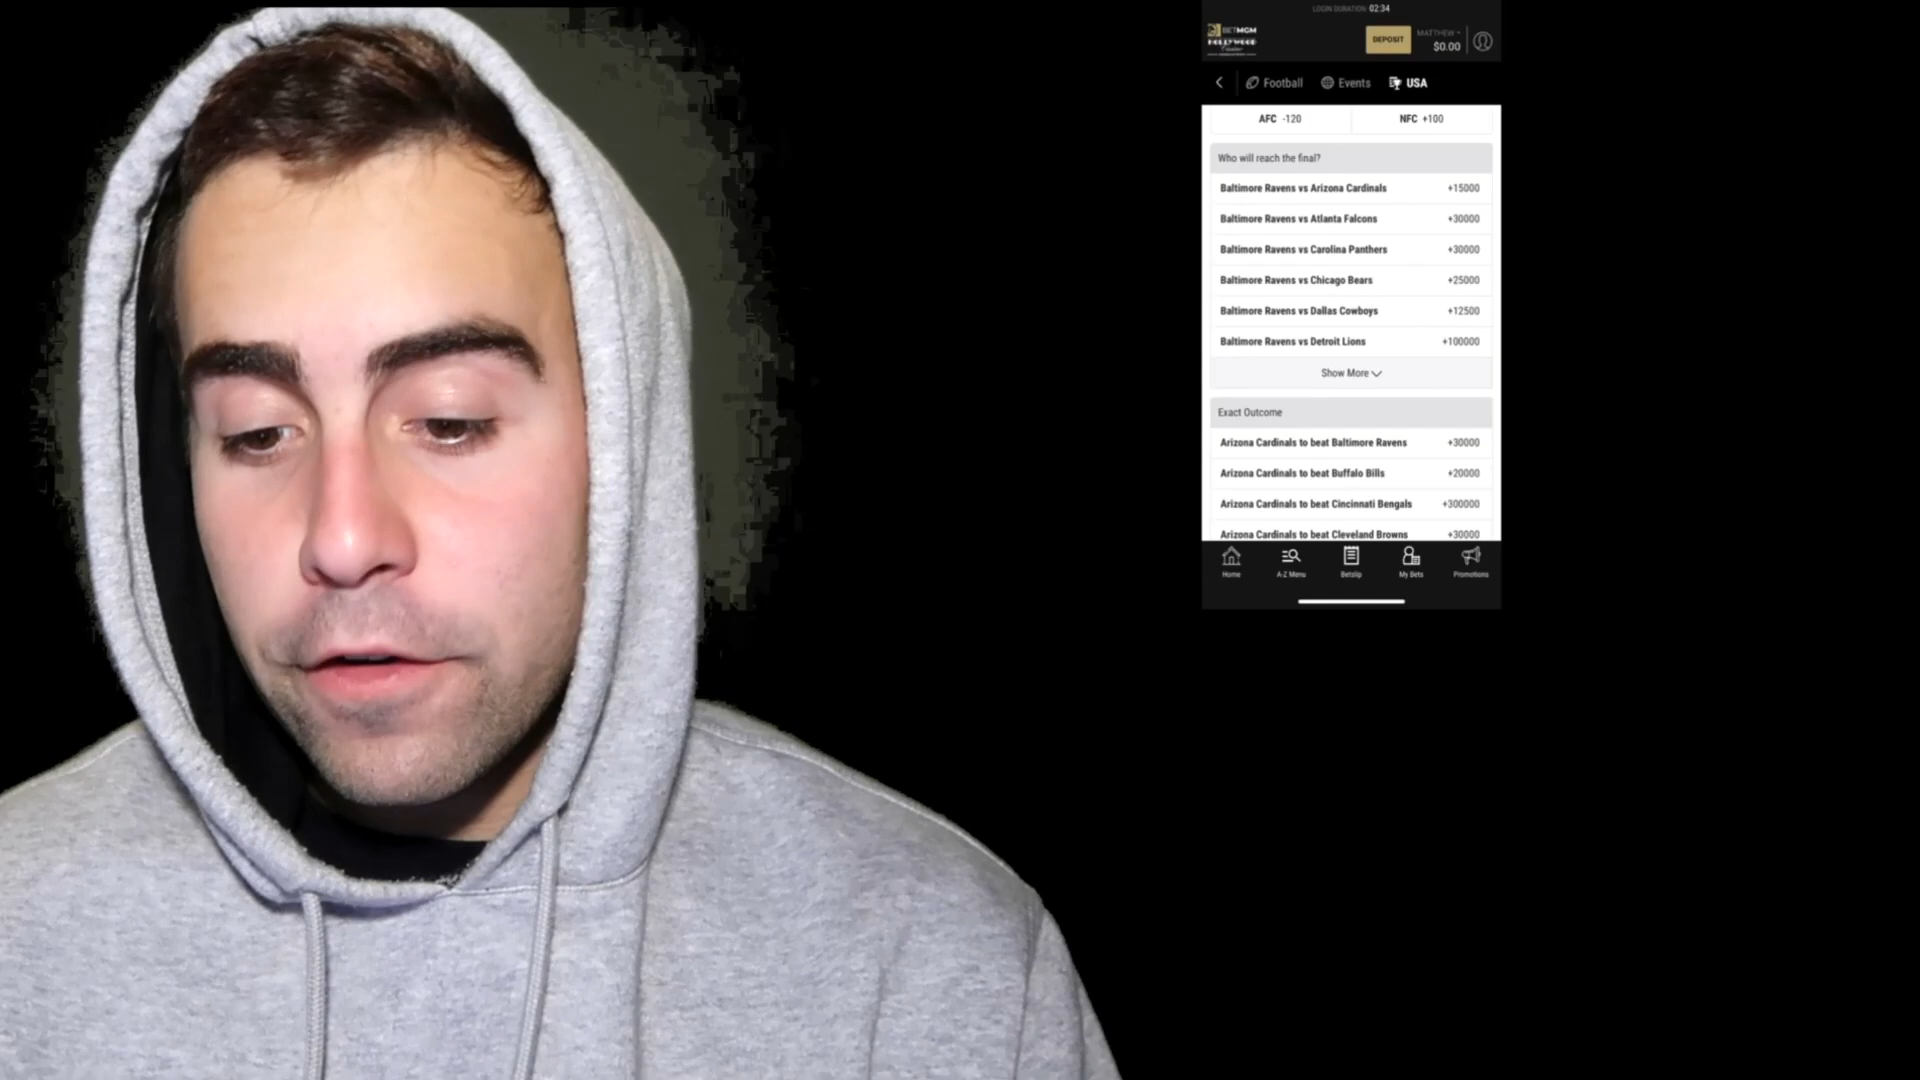 LOGIN DURATION: 02:34
BETMGM
HOLLYWOOD
Casino
DEPOSIT
MATTHEW
$0.00
Football
Events
USA
AFC -120
NFC +100
Who will reach the final?
Baltimore Ravens vs Arizona Cardinals +15000
Baltimore Ravens vs Atlanta Falcons +30000
Baltimore Ravens vs Carolina Panthers +30000
Baltimore Ravens vs Chicago Bears +25000
Baltimore Ravens vs Dallas Cowboys +12500
Baltimore Ravens vs Detroit Lions +100000
Show More
Exact Outcome
Arizona Cardinals to beat Baltimore Ravens +30000
Arizona Cardinals to beat Buffalo Bills +20000
Arizona Cardinals to beat Cincinnati Bengals +300000
Arizona Cardinals to beat Cleveland Browns +30000
Home
A-Z Menu
Betslip
My Bets
Promotions